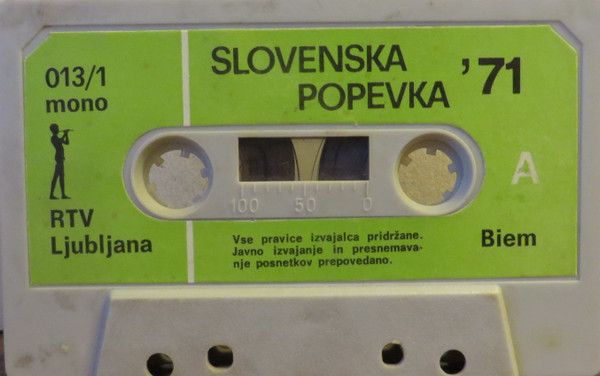 013/1
mono
SLOVENSKA
POPEVKA '71
A
100 50 0
RTV
Ljubljana
Vse pravice izvajalca pridržane.
Javno izvajanje in presnemava-
nje posnetkov prepovedano.
Biem